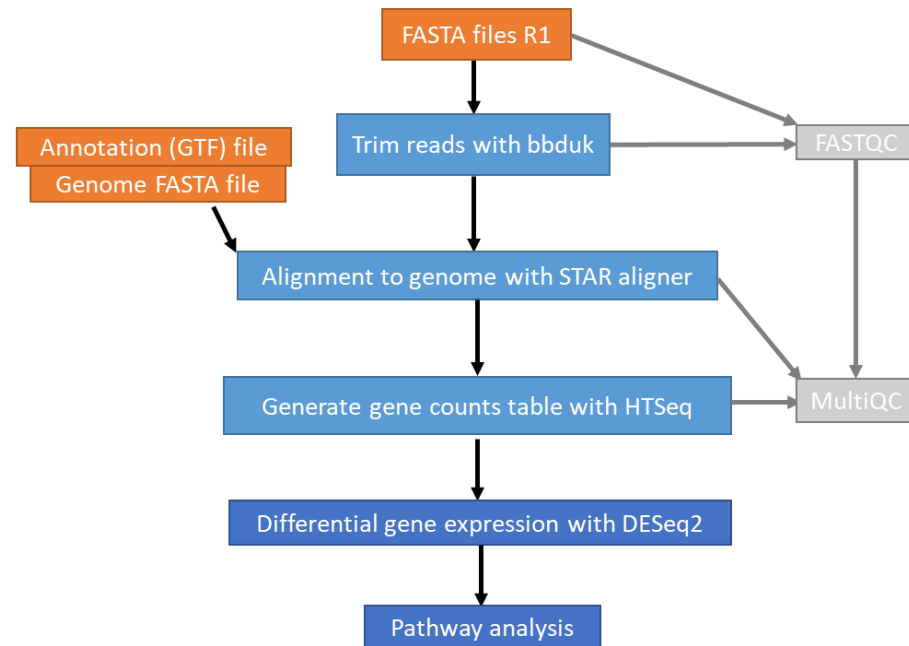 FASTA files R1
Trim reads with bbduk
FASTQC
Annotation (GTF) file
Genome FASTA file
Alignment to genome with STAR aligner
Generate gene counts table with HTSeq
MultiQC
Differential gene expression with DESeq2
Pathway analysis